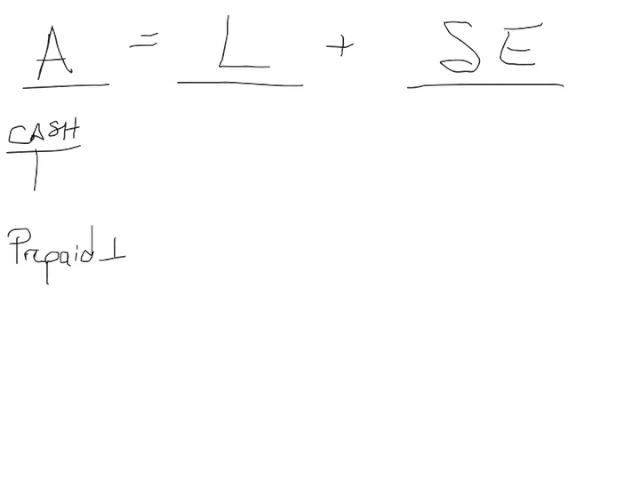 A = L + SE
CASH
Prepaid I